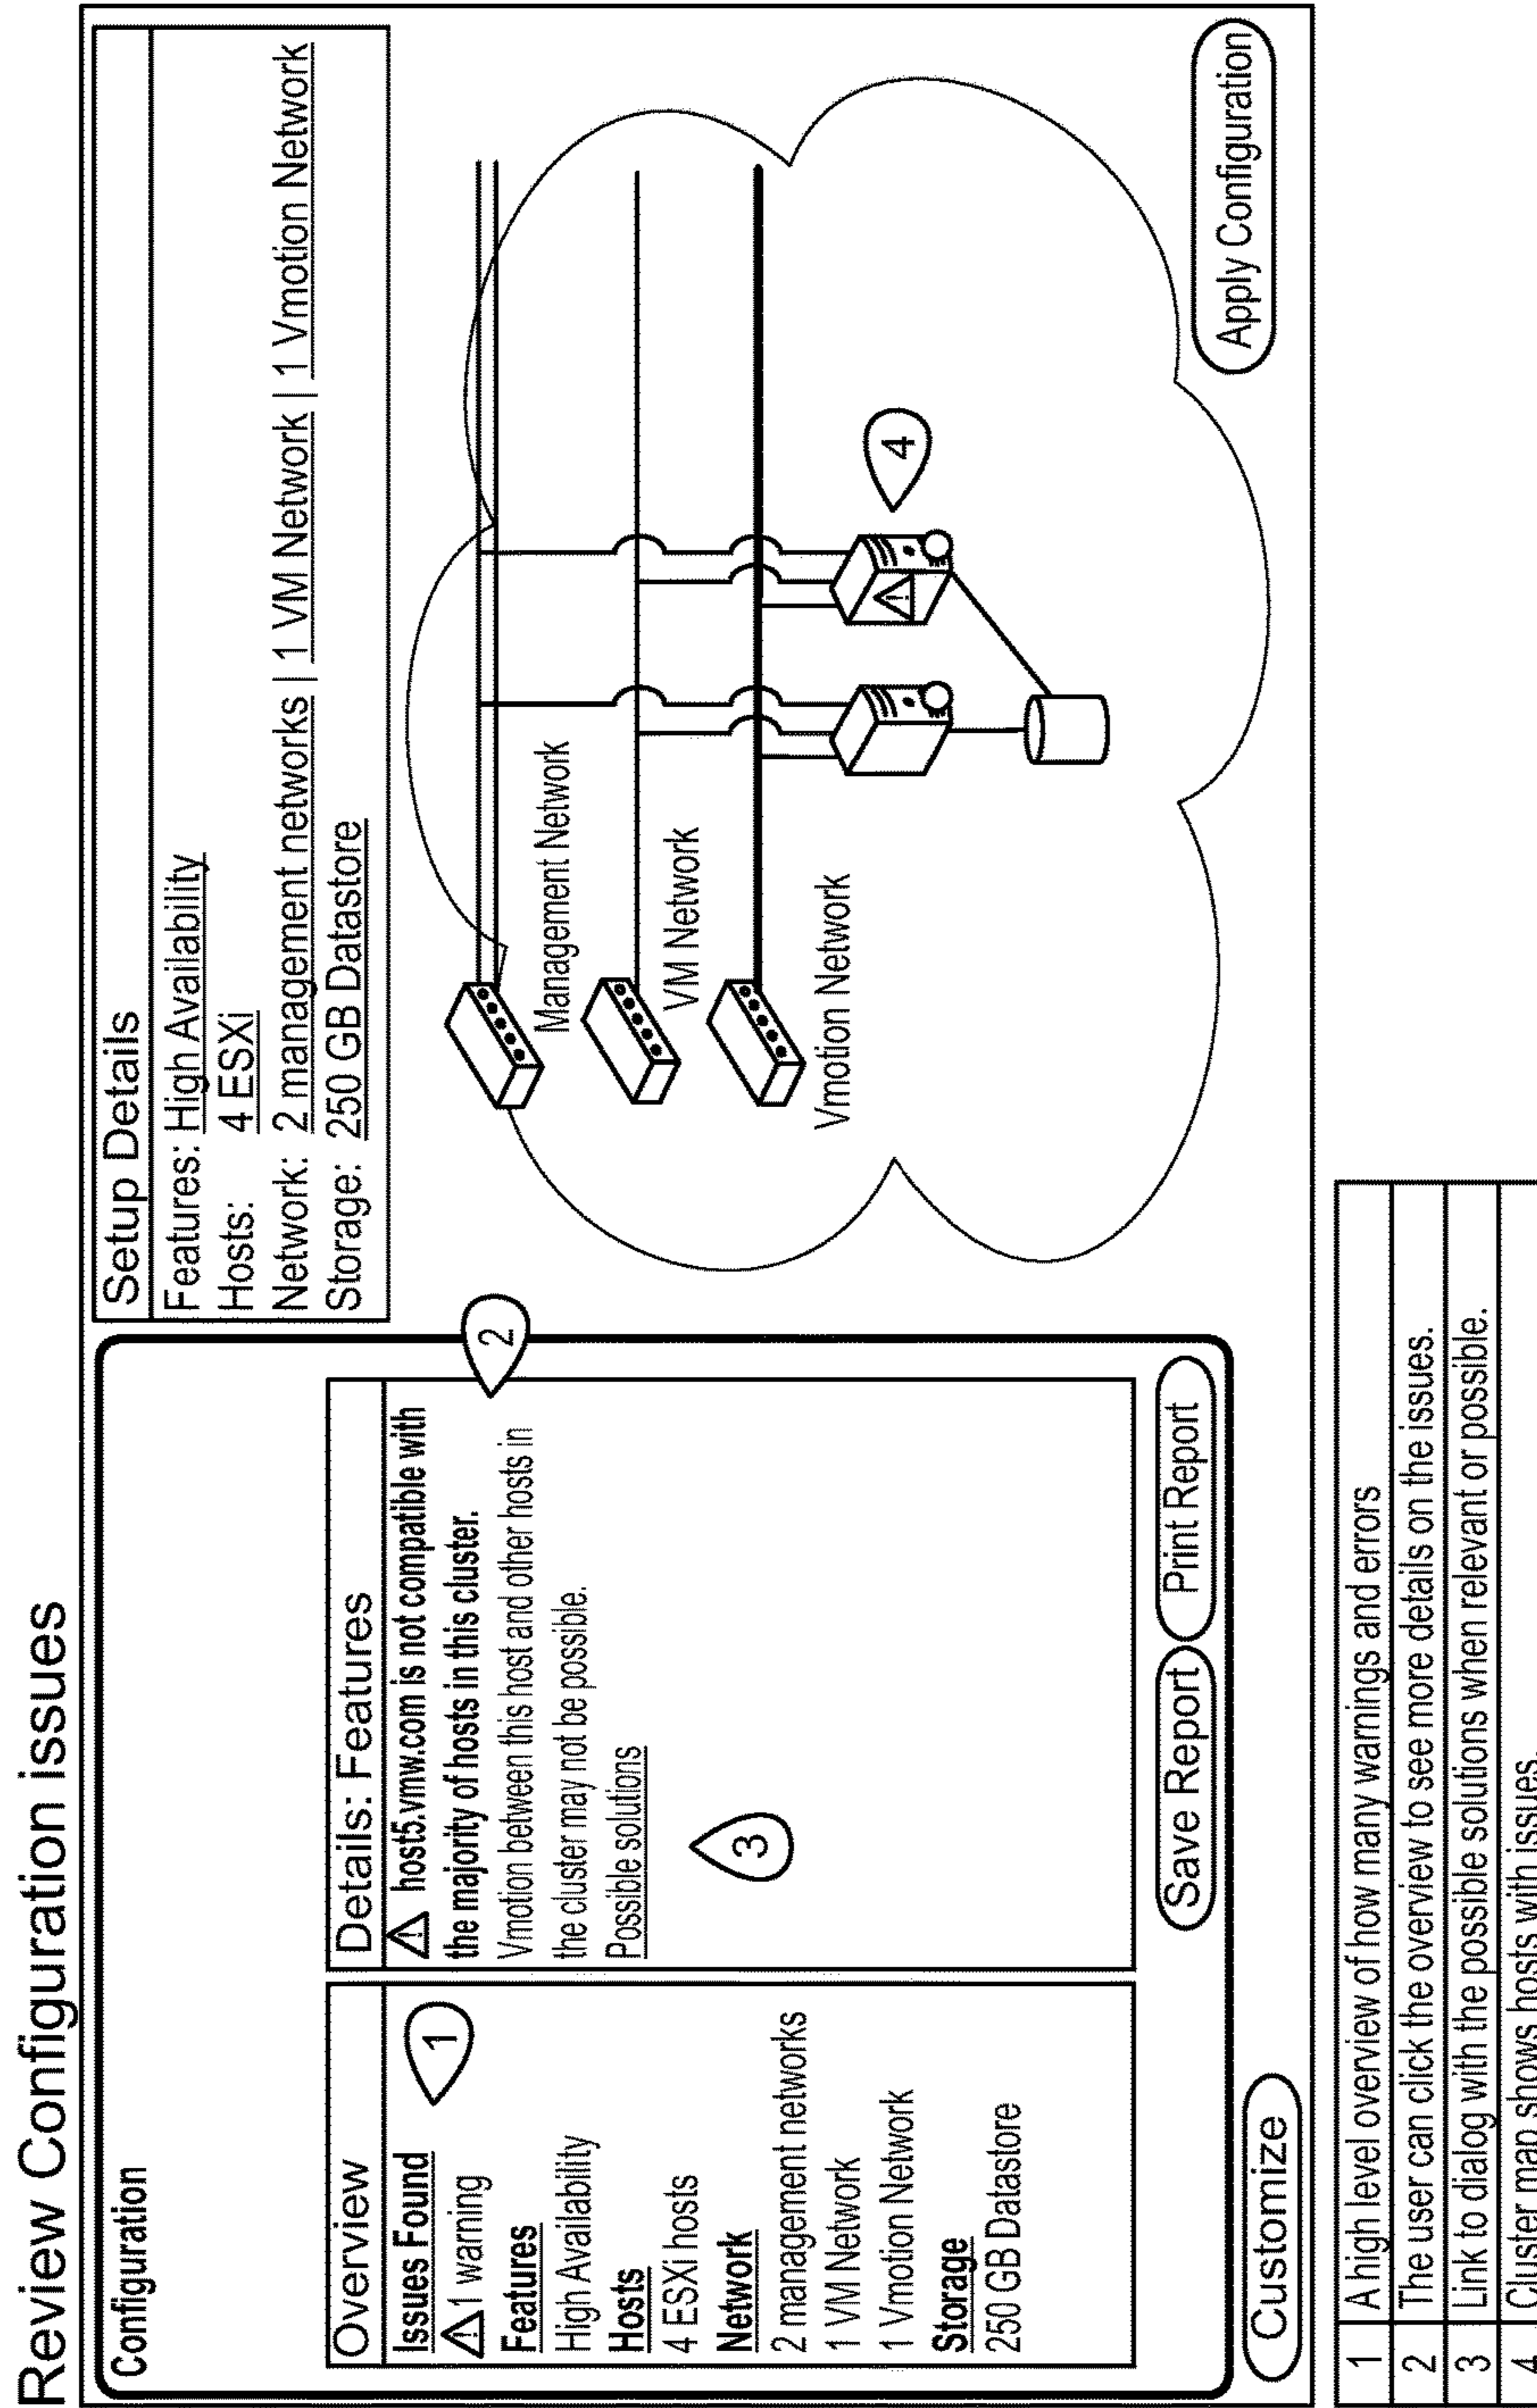 Review Configuration issues
Configuration
Overview
Issues Found
1 warning
Features
High Availability
Hosts
4 ESXi hosts
Network
2 management networks
1 VM Network
1 Vmotion Network
Storage
250 GB Datastore
1
Details: Features
host5.vmw.com is not compatible with
the majority of hosts in this cluster.
Vmotion between this host and other hosts in
the cluster may not be possible.
Possible solutions
2
3
Save Report
Print Report
Customize
Setup Details
Features: High Availability
Hosts: 4 ESXi
Network: 2 management networks | 1 VM Network | 1 Vmotion Network
Storage: 250 GB Datastore
Management Network
VM Network
Vmotion Network
4
Apply Configuration
1 A high level overview of how many warnings and errors
2 The user can click the overview to see more details on the issues.
3 Link to dialog with the possible solutions when relevant or possible.
4 Cluster map shows hosts with issues.